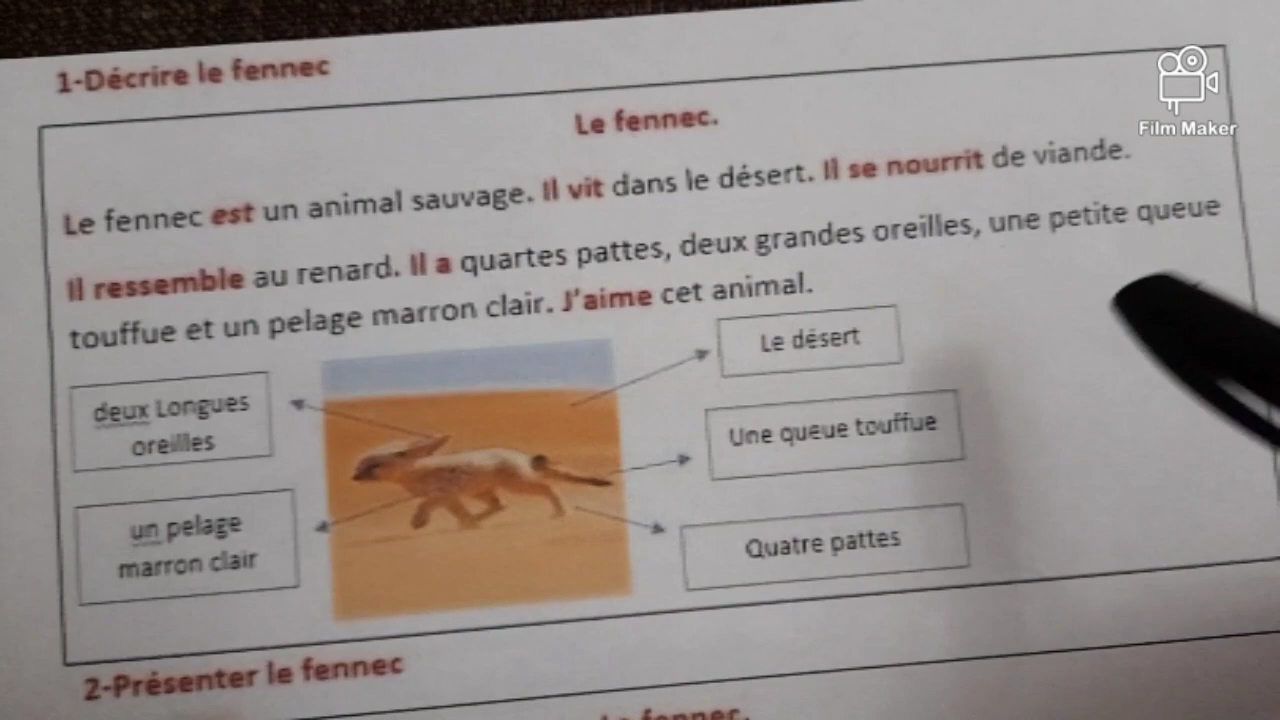 1-Décrire le fennec
Film Maker
Le fennec.
Le fennec est un animal sauvage. Il vit dans le désert. Il se nourrit de viande.
Il ressemble au renard. Il a quartes pattes, deux grandes oreilles, une petite queue
touffue et un pelage marron clair. J'aime cet animal.
Le désert
deux Longues
oreilles
Une queue touffue
un pelage
marron clair
Quatre pattes
2-Présenter le fennec
Le fennec.